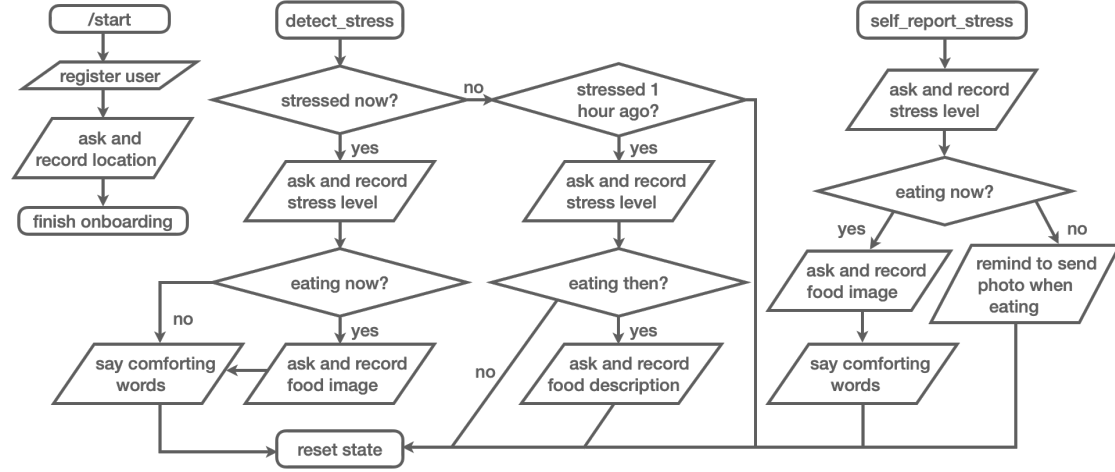 /start
register user
ask and
record location
finish onboarding
detect_stress
stressed now?
no
yes
ask and record
stress level
eating now?
no
yes
say comforting
words
ask and record
food image
stressed 1
hour ago?
yes
ask and record
stress level
eating then?
no
yes
ask and record
food description
self_report_stress
ask and record
stress level
eating now?
yes
no
ask and record
food image
remind to send
photo when
eating
say comforting
words
reset state